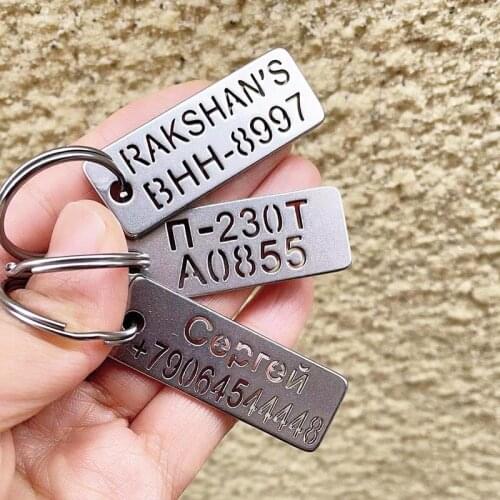 RAKSHAN'S
BHH-8997
П-230Т
А0855
Сергей
+79064544448